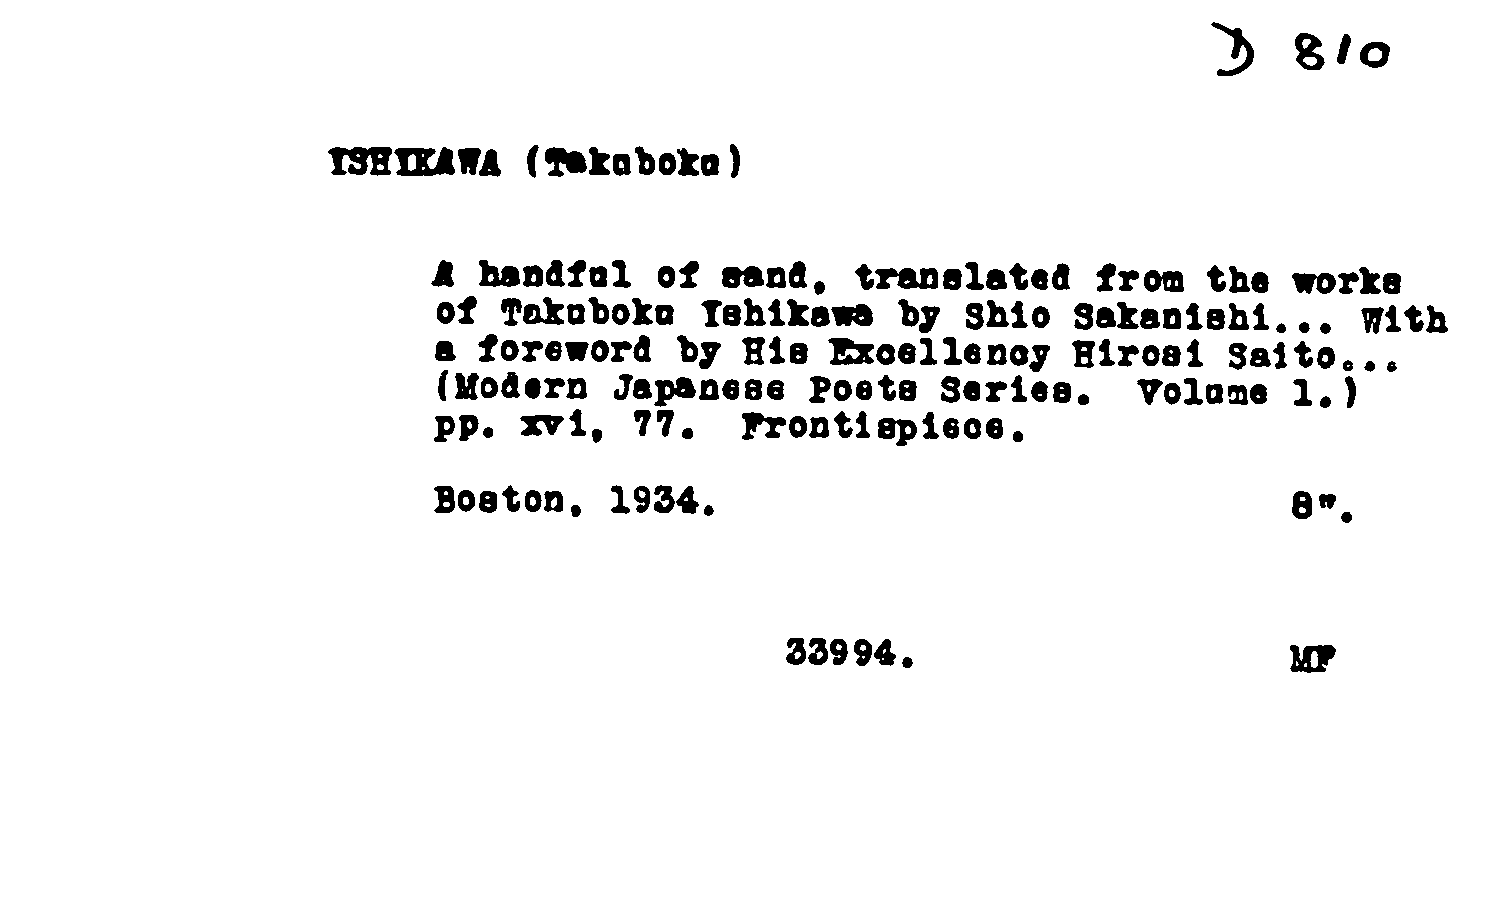 D 810
ISHIKAWA (Takuboku)
A handful of sand, translated from the works
of Takuboku Ishikawa by Shio Sakanishi... With
a foreword by His Excellency Hirosi Saito...
(Modern Japanese Poets Series. Volume 1.)
pp. xvi, 77. Frontispiece.
Boston, 1934. 8".
33994. MF